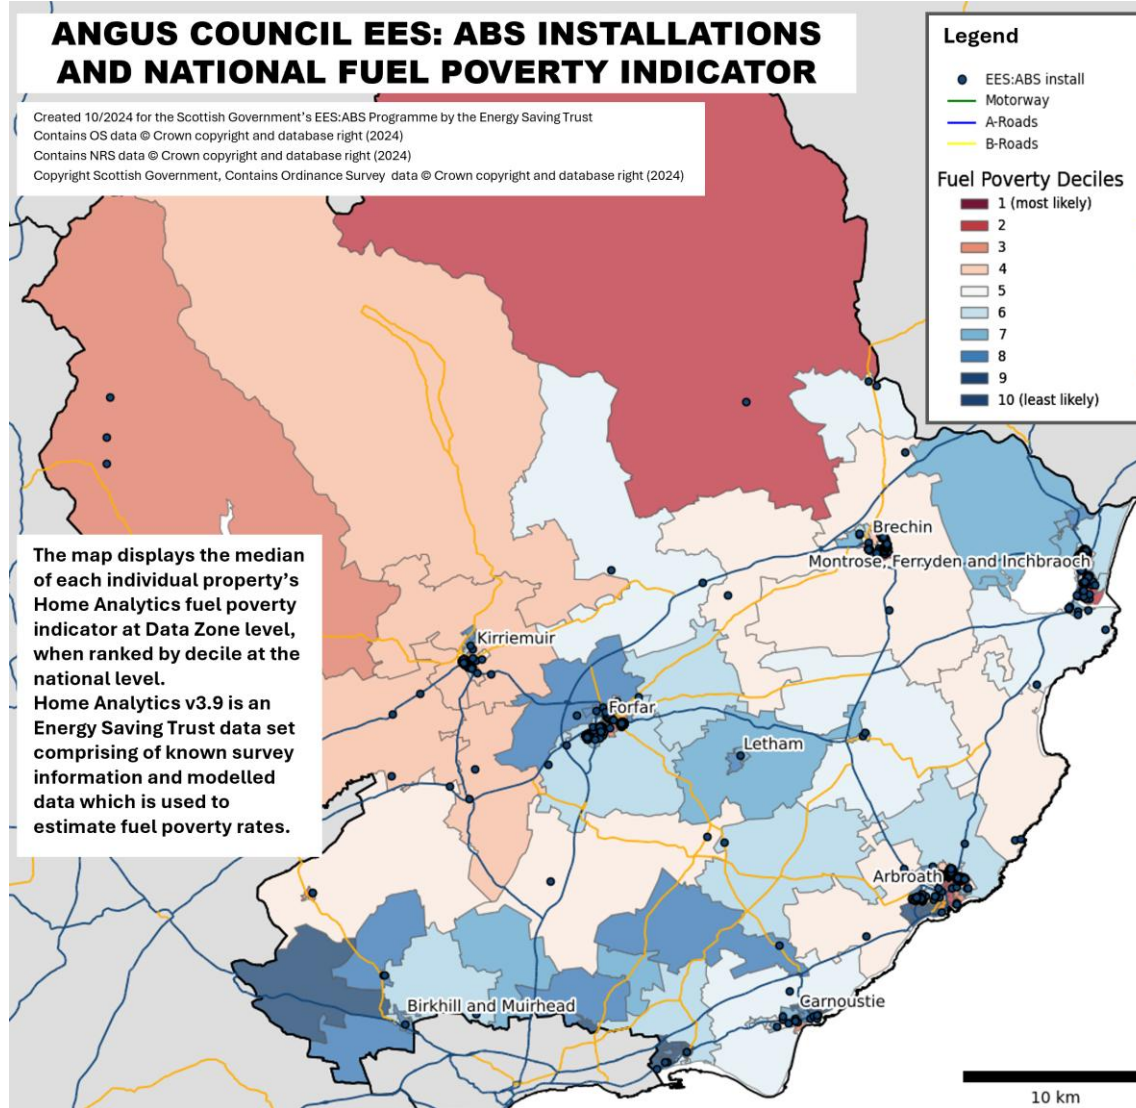 ANGUS COUNCIL EES: ABS INSTALLATIONS
AND NATIONAL FUEL POVERTY INDICATOR
Created 10/2024 for the Scottish Government's EES:ABS Programme by the Energy Saving Trust
Contains OS data © Crown copyright and database right (2024)
Contains NRS data © Crown copyright and database right (2024)
Copyright Scottish Government, Contains Ordinance Survey data © Crown copyright and database right (2024)
Legend
EES:ABS install
Motorway
A-Roads
B-Roads
Fuel Poverty Deciles
1 (most likely)
2
3
4
5
6
7
8
9
10 (least likely)
The map displays the median
of each individual property's
Home Analytics fuel poverty
indicator at Data Zone level,
when ranked by decile at the
national level.
Home Analytics v3.9 is an
Energy Saving Trust data set
comprising of known survey
information and modelled
data which is used to
estimate fuel poverty rates.
Brechin
Montrose, Ferryden and Inchbraoch
Kirriemuir
Forfar
Letham
Arbroath
Birkhill and Muirhead
Carnoustie
10 km